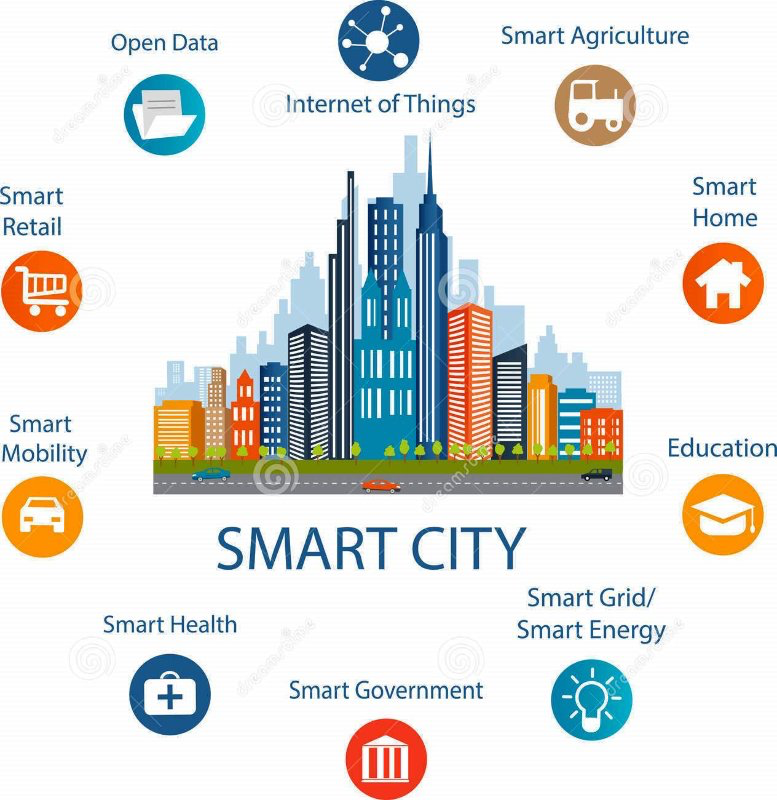 Open Data
Internet of Things
Smart Agriculture
Smart
Retail
Smart
Home
Smart
Mobility
Education
SMART CITY
Smart Health
Smart Government
Smart Grid/
Smart Energy
dreamstime